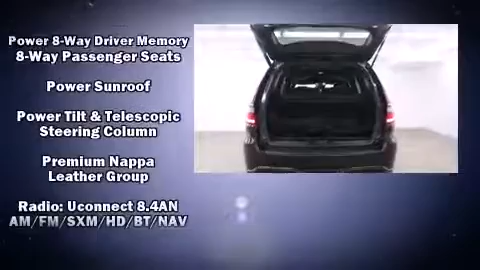 Power 8-Way Driver Memory
8-Way Passenger Seats
Power Sunroof
Power Tilt & Telescopic
Steering Column
Premium Nappa
Leather Group
Radio: Uconnect 8.4AN
AM/FM/SXM/HD/BT/NAV